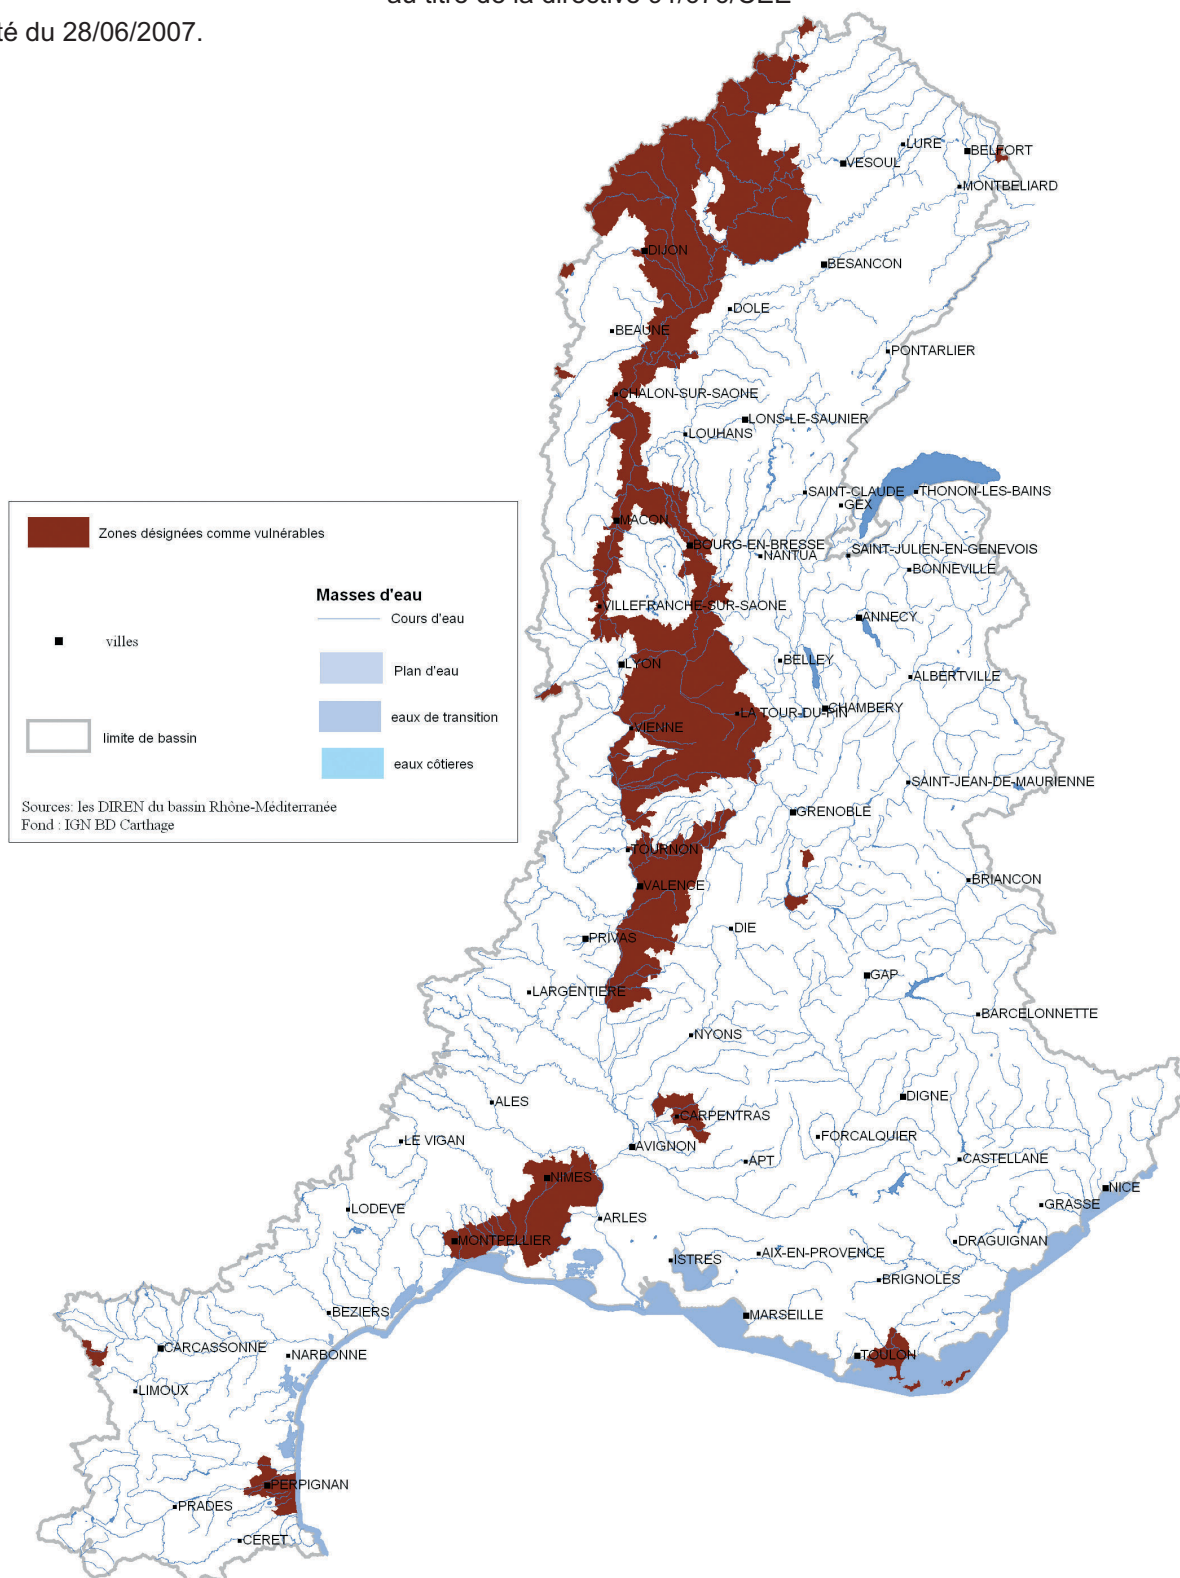 té du 28/06/2007.
LURE
BELFORT
VESOUL
MONTBELIARD
DIJON
BESANCON
DOLE
BEAUNE
PONTARLIER
CHALON-SUR-SAONE
LONS-LE-SAUNIER
LOUHANS
SAINT-CLAUDE
THONON-LES-BAINS
GEX
MACON
BOURG-EN-BRESSE
NANTUA
SAINT-JULIEN-EN-GENEVOIS
BONNEVILLE
VILLEFRANCHE-SUR-SAONE
ANNECY
LYON
BELLEY
ALBERTVILLE
LA TOUR-DU-PIN
CHAMBERY
VIENNE
SAINT-JEAN-DE-MAURIENNE
GRENOBLE
TOURNON
VALENCE
BRIANCON
DIE
PRIVAS
GAP
LARGENTIERE
BARCELONNETTE
NYONS
ALES
DIGNE
CARPENTRAS
LE VIGAN
AVIGNON
FORCALQUIER
APT
CASTELLANE
NIMES
NICE
LODEVE
GRASSE
ARLES
MONTPELLIER
DRAGUIGNAN
ISTRES
AIX-EN-PROVENCE
BRIGNOLES
BEZIERS
MARSEILLE
CARCASSONNE
NARBONNE
TOULON
LIMOUX
PERPIGNAN
PRADES
CERET
Zones désignées comme vulnérables
villes
limite de bassin
Masses d'eau
Cours d'eau
Plan d'eau
eaux de transition
eaux côtieres
Sources: les DIREN du bassin Rhône-Méditerranée
Fond : IGN BD Carthage